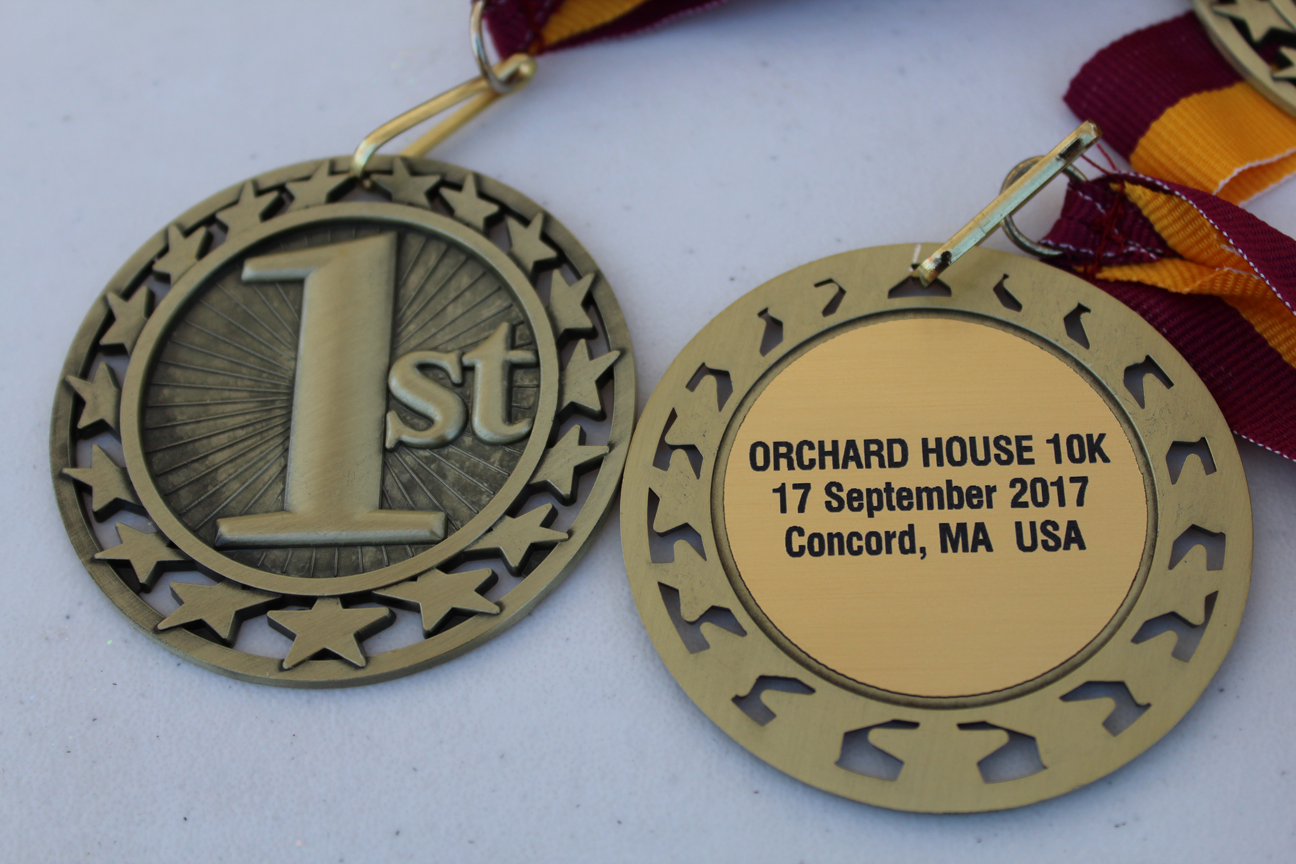 1st
ORCHARD HOUSE 10K
17 September 2017
Concord, MA USA